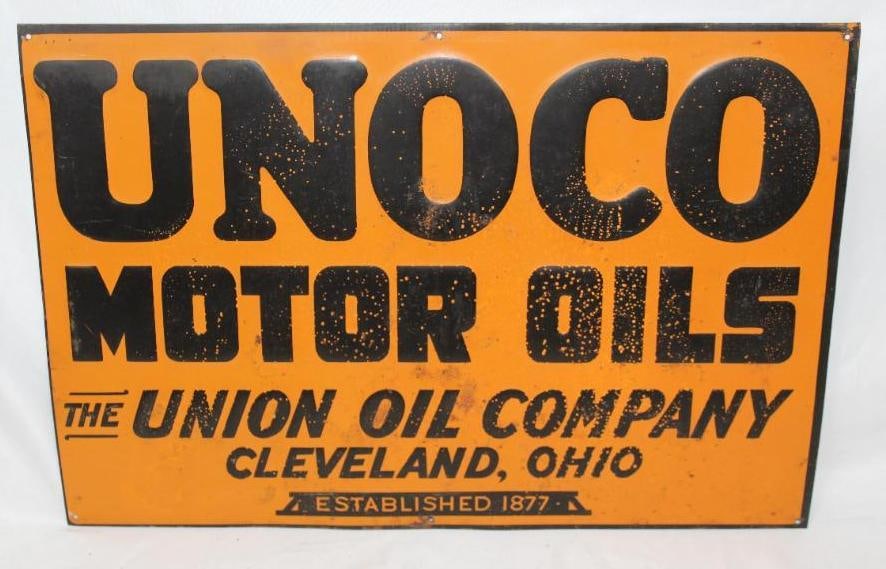 UNOCO
MOTOR OILS
THE UNION OIL COMPANY
CLEVELAND, OHIO
ESTABLISHED 1877